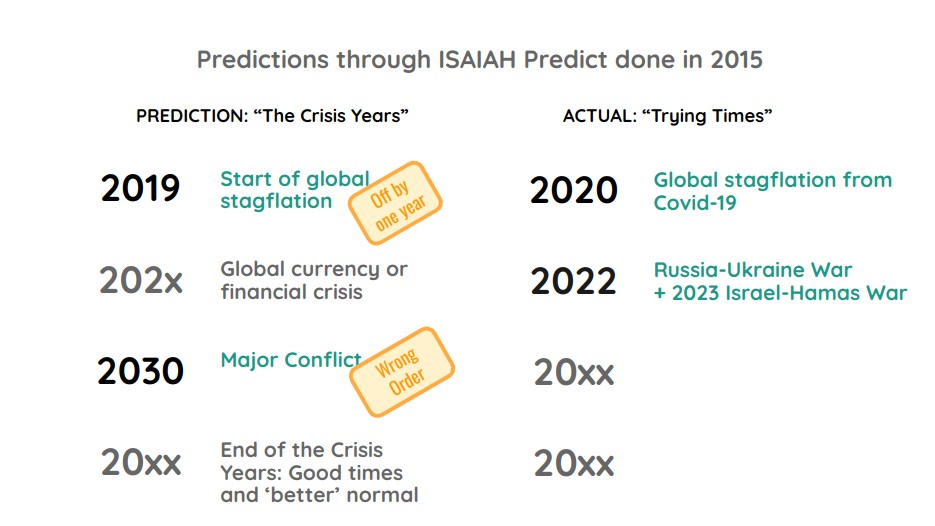 Predictions through ISAIAH Predict done in 2015
PREDICTION: “The Crisis Years”
ACTUAL: “Trying Times”
2019
Start of global
stagflation
Off by
one year
2020
Global stagflation from
Covid-19
202x
Global currency or
financial crisis
2022
Russia-Ukraine War
+ 2023 Israel-Hamas War
2030
Major Conflict
Wrong
Order
20xx
20xx
End of the Crisis
Years: Good times
and ‘better’ normal
20xx